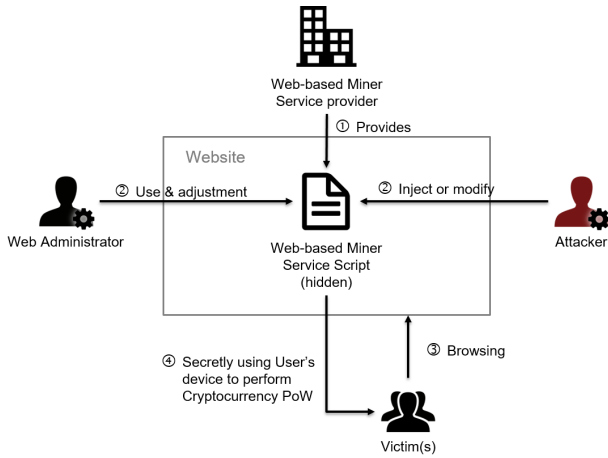 Web-based Miner
Service provider
① Provides
Website
② Use & adjustment
② Inject or modify
Web Administrator
Attacker
Web-based Miner
Service Script
(hidden)
③ Browsing
④ Secretly using User's
device to perform
Cryptocurrency PoW
Victim(s)